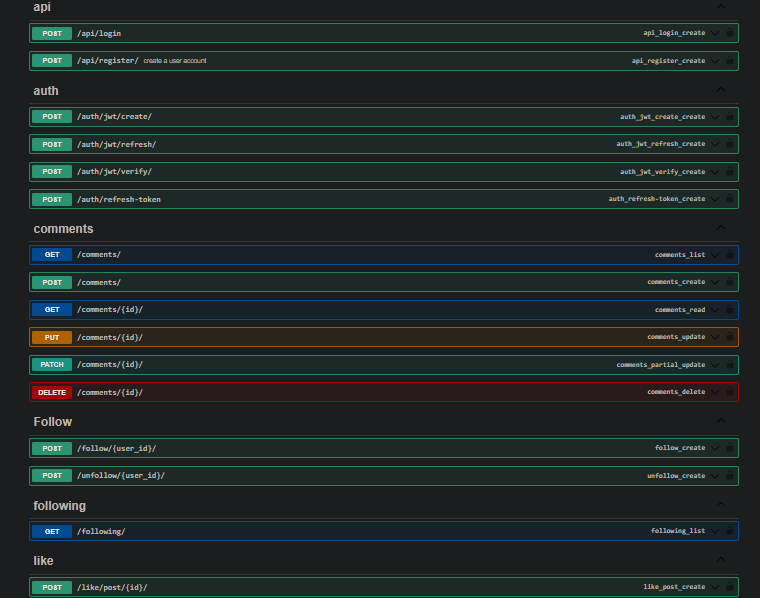 api
POST /api/login api_login_create
POST /api/register/ create a user account api_register_create
auth
POST /auth/jwt/create/ auth_jwt_create_create
POST /auth/jwt/refresh/ auth_jwt_refresh_create
POST /auth/jwt/verify/ auth_jwt_verify_create
POST /auth/refresh-token auth_refresh-token_create
comments
GET /comments/ comments_list
POST /comments/ comments_create
GET /comments/{id}/ comments_read
PUT /comments/{id}/ comments_update
PATCH /comments/{id}/ comments_partial_update
DELETE /comments/{id}/ comments_delete
Follow
POST /follow/{user_id}/ follow_create
POST /unfollow/{user_id}/ unfollow_create
following
GET /following/ following_list
like
POST /like/post/{id}/ like_post_create